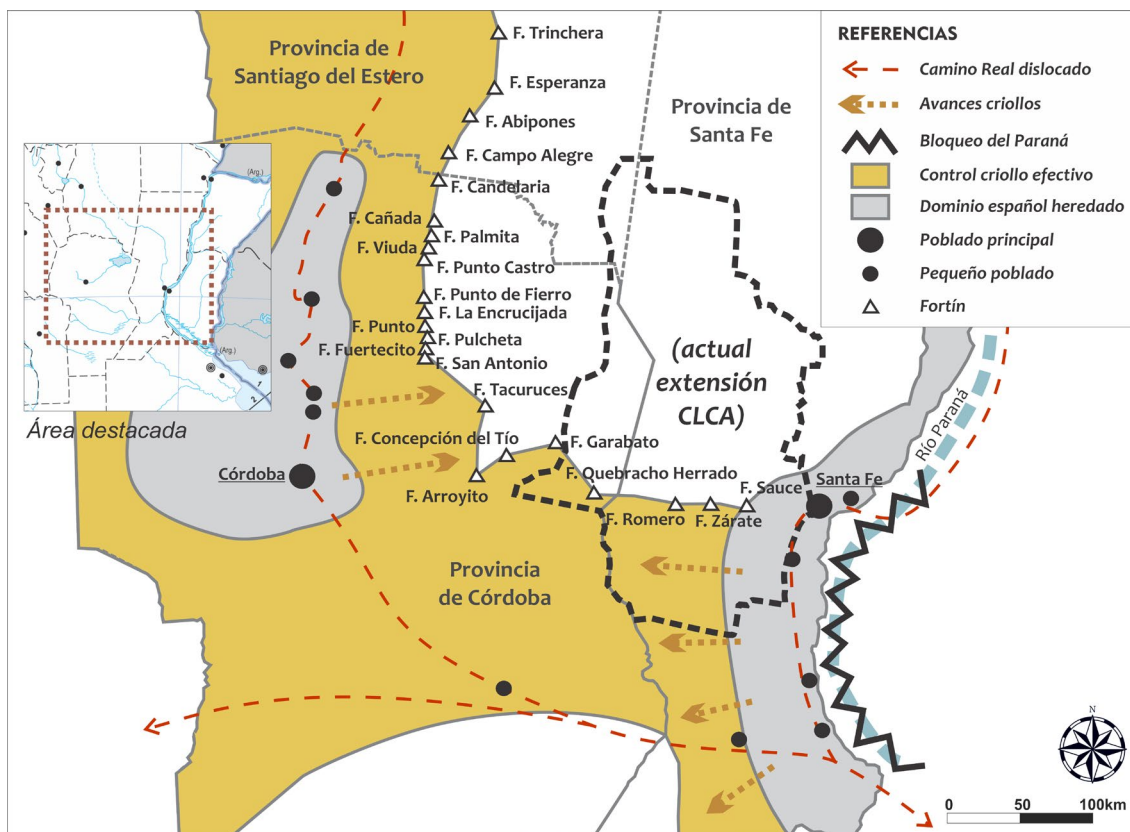 Provincia de
Santiago del Estero
F. Trinchera
F. Esperanza
F. Abipones
F. Campo Alegre
F. Candelaria
F. Cañada
F. Palmita
F. Viuda
F. Punto Castro
F. Punto de Fierro
F. La Encrucijada
F. Punto
F. Pulcheta
F. Fuertecito
F. San Antonio
F. Tacuruces
F. Concepción del Tío
F. Garabato
F. Arroyito
F. Quebracho Herrado
F. Romero
F. Zárate
F. Sauce
Provincia de
Santa Fe
(actual
extensión
CLCA)
Córdoba
Santa Fe
Río Paraná
Provincia
de Córdoba
REFERENCIAS
Camino Real dislocado
Avances criollos
Bloqueo del Paraná
Control criollo efectivo
Dominio español heredado
Poblado principal
Pequeño poblado
Fortín
(Arg.)
(Arg.)
1
2
Área destacada
N
0 50 100km